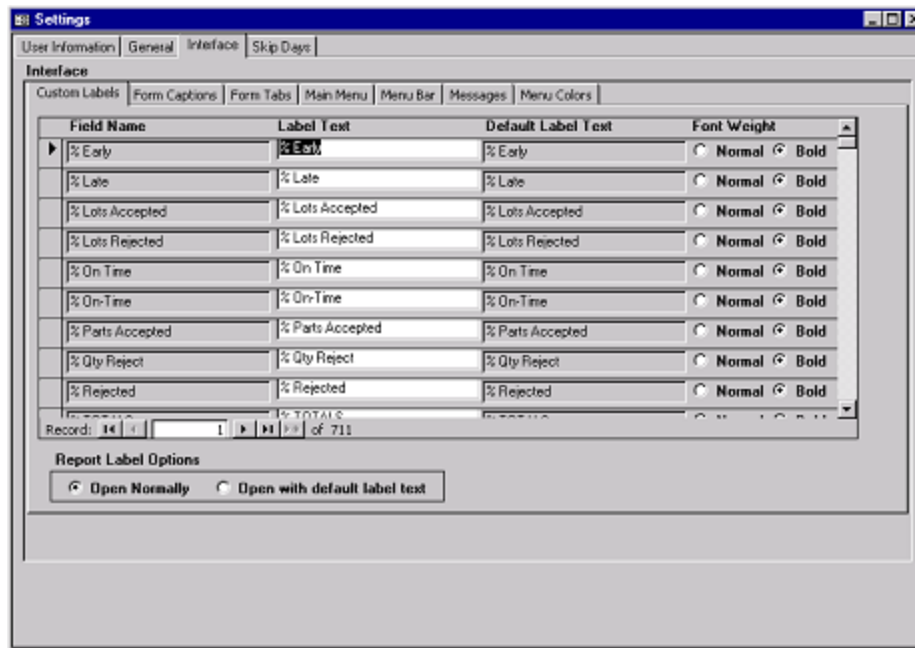 Settings
User Information General Interface Skip Days
Interface
Custom Labels Form Captions Form Tabs Main Menu Menu Bar Messages Menu Colors
Field Name Label Text Default Label Text Font Weight
% Early % Early % Early Normal Bold
% Late % Late % Late Normal Bold
% Lots Accepted % Lots Accepted % Lots Accepted Normal Bold
% Lots Rejected % Lots Rejected % Lots Rejected Normal Bold
% On Time % On Time % On Time Normal Bold
% On-Time % On-Time % On-Time Normal Bold
% Parts Accepted % Parts Accepted % Parts Accepted Normal Bold
% Qty Reject % Qty Reject % Qty Reject Normal Bold
% Rejected % Rejected % Rejected Normal Bold
% TOTALS
Record: 1 of 711
Report Label Options
Open Normally Open with default label text